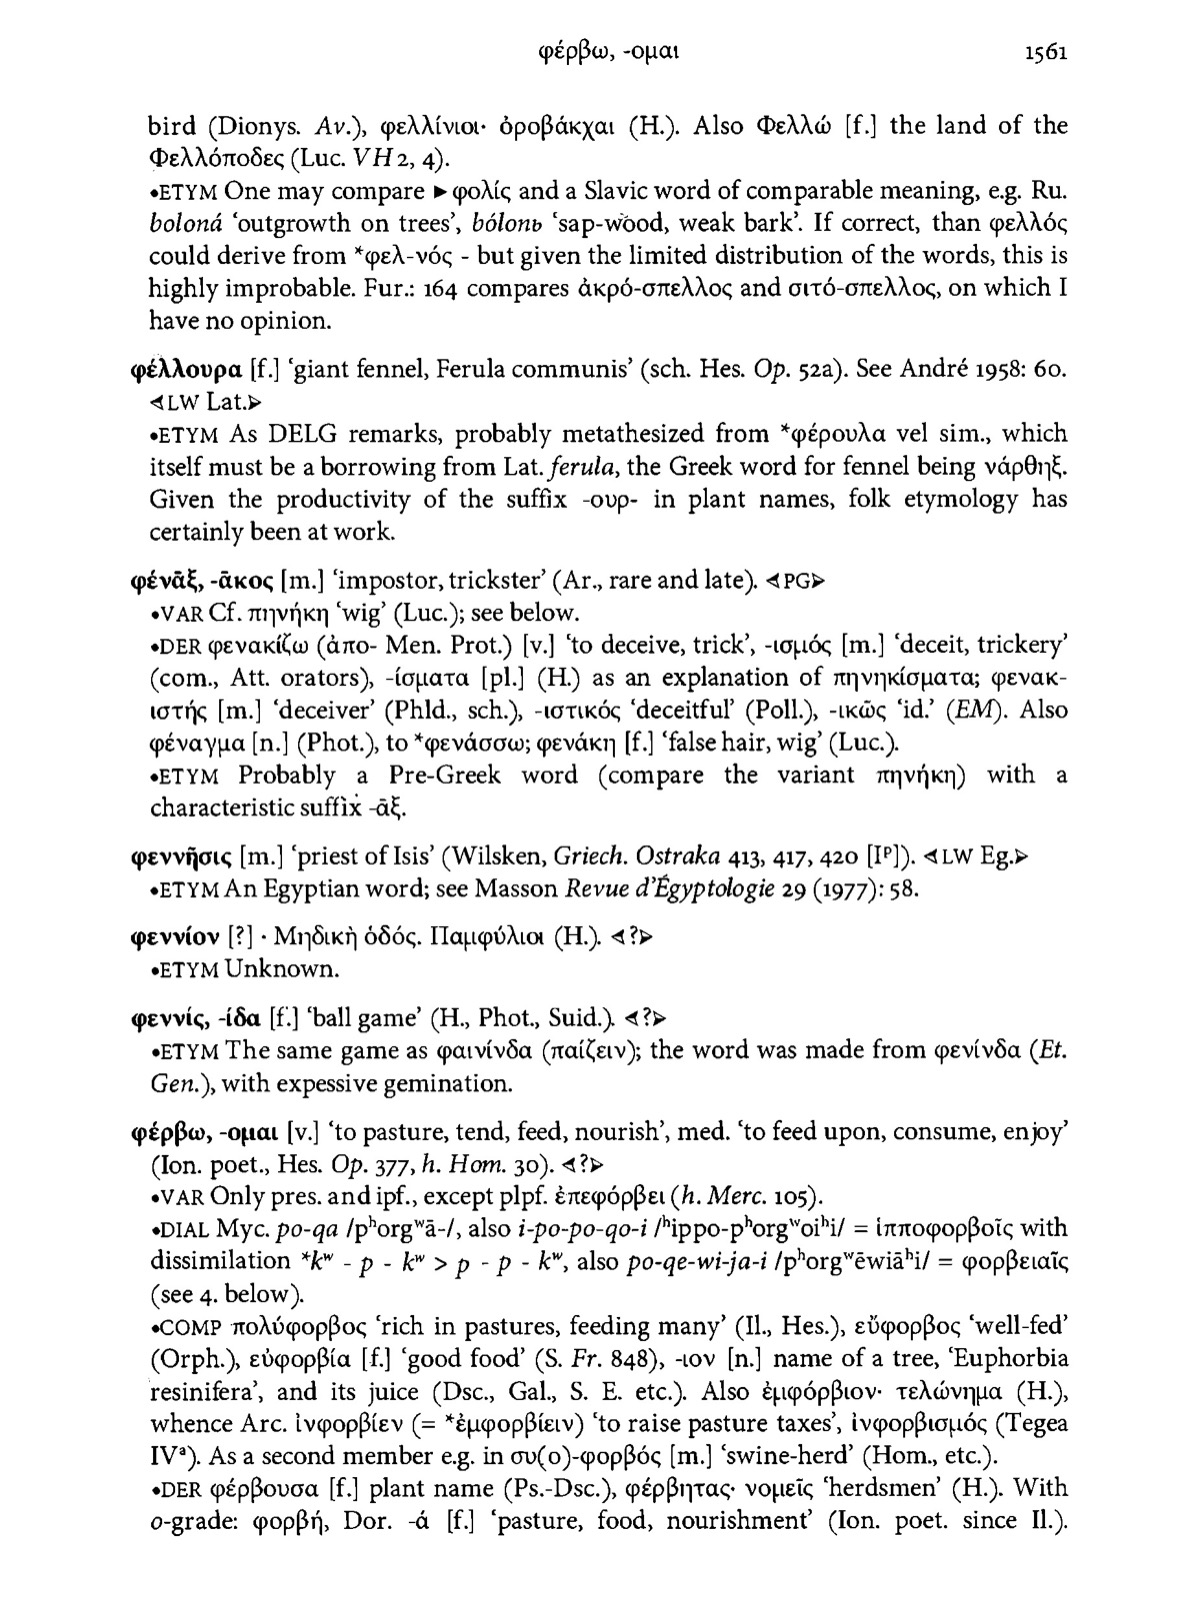 φέρβω, -ομαι 1561
bird (Dionys. Av.), φελλίνιοι· ὀροβάκχαι (H.). Also Φελλώ [f.] the land of the
Φελλόποδες (Luc. VH 2, 4).
•ETYM One may compare ►φολίς and a Slavic word of comparable meaning, e.g. Ru.
boloná ‘outgrowth on trees’, bólonь ‘sap-wood, weak bark’. If correct, than φελλός
could derive from *φελ-νός - but given the limited distribution of the words, this is
highly improbable. Fur.: 164 compares ἀκρό-σπελλος and σιτό-σπελλος, on which I
have no opinion.
φέλλουρα [f.] ‘giant fennel, Ferula communis’ (sch. Hes. Op. 52a). See André 1958: 60.
⊲LW Lat.⊳
•ETYM As DELG remarks, probably metathesized from *φέρουλα vel sim., which
itself must be a borrowing from Lat. ferula, the Greek word for fennel being νάρθηξ.
Given the productivity of the suffix -ουρ- in plant names, folk etymology has
certainly been at work.
φένᾱξ, -ᾱκος [m.] ‘impostor, trickster’ (Ar., rare and late). ⊲PG⊳
•VAR Cf. πηνήκη ‘wig’ (Luc.); see below.
•DER φενακίζω (ἀπο- Men. Prot.) [v.] ‘to deceive, trick’, -ισμός [m.] ‘deceit, trickery’
(com., Att. orators), -ίσματα [pl.] (H.) as an explanation of πηνηκίσματα; φενακ-
ιστής [m.] ‘deceiver’ (Phld., sch.), -ιστικός ‘deceitful’ (Poll.), -ικῶς ‘id.’ (EM). Also
φέναγμα [n.] (Phot.), to *φενάσσω; φενάκη [f.] ‘false hair, wig’ (Luc.).
•ETYM Probably a Pre-Greek word (compare the variant πηνήκη) with a
characteristic suffix -ᾱξ.
φεννῆσις [m.] ‘priest of Isis’ (Wilsken, Griech. Ostraka 413, 417, 420 [Iᵖ]). ⊲LW Eg.⊳
•ETYM An Egyptian word; see Masson Revue d’Égyptologie 29 (1977): 58.
φεννίον [?] · Μηδικὴ ὁδός. Παμφύλιοι (H.). ⊲?⊳
•ETYM Unknown.
φεννίς, -ίδα [f.] ‘ball game’ (H., Phot., Suid.). ⊲?⊳
•ETYM The same game as φαινίνδα (παίζειν); the word was made from φενίνδα (Et.
Gen.), with expessive gemination.
φέρβω, -ομαι [v.] ‘to pasture, tend, feed, nourish’, med. ‘to feed upon, consume, enjoy’
(Ion. poet., Hes. Op. 377, h. Hom. 30). ⊲?⊳
•VAR Only pres. and ipf., except plpf. ἐπεφόρβει (h. Merc. 105).
•DIAL Myc. po-qa /pʰorgʷā-/, also i-po-po-qo-i /ʰippo-pʰorgʷoiʰi/ = ἱπποφορβοῖς with
dissimilation *kʷ - p - kʷ > p - p - kʷ, also po-qe-wi-ja-i /pʰorgʷēwiāʰi/ = φορβειαῖς
(see 4. below).
•COMP πολύφορβος ‘rich in pastures, feeding many’ (Il., Hes.), εὔφορβος ‘well-fed’
(Orph.), εὐφορβία [f.] ‘good food’ (S. Fr. 848), -ιον [n.] name of a tree, ‘Euphorbia
resinifera’, and its juice (Dsc., Gal., S. E. etc.). Also ἐμφόρβιον· τελώνημα (H.),
whence Arc. ἰνφορβίεν (= *ἐμφορβίειν) ‘to raise pasture taxes’, ἰνφορβισμός (Tegea
IVᵃ). As a second member e.g. in συ(ο)-φορβός [m.] ‘swine-herd’ (Hom., etc.).
•DER φέρβουσα [f.] plant name (Ps.-Dsc.), φέρβητας· νομεῖς ‘herdsmen’ (H.). With
o-grade: φορβή, Dor. -ά [f.] ‘pasture, food, nourishment’ (Ion. poet. since Il.).